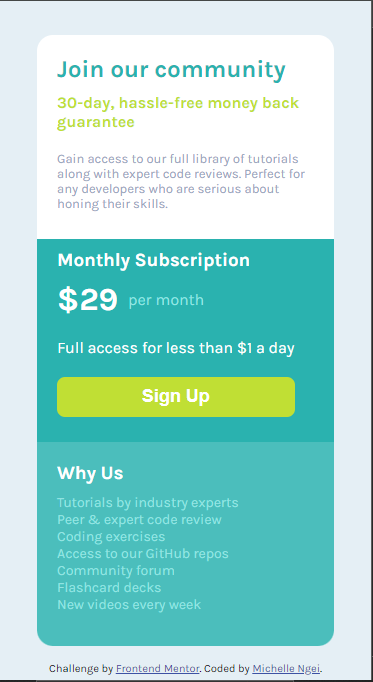 Join our community
30-day, hassle-free money back
guarantee
Gain access to our full library of tutorials
along with expert code reviews. Perfect for
any developers who are serious about
honing their skills.
Monthly Subscription
$29 per month
Full access for less than $1 a day
Sign Up
Why Us
Tutorials by industry experts
Peer & expert code review
Coding exercises
Access to our GitHub repos
Community forum
Flashcard decks
New videos every week
Challenge by Frontend Mentor. Coded by Michelle Ngei.